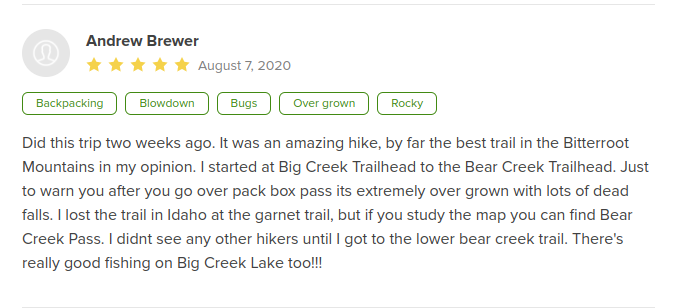 Andrew Brewer
August 7, 2020
Backpacking Blowdown Bugs Over grown Rocky
Did this trip two weeks ago. It was an amazing hike, by far the best trail in the Bitterroot
Mountains in my opinion. I started at Big Creek Trailhead to the Bear Creek Trailhead. Just
to warn you after you go over pack box pass its extremely over grown with lots of dead
falls. I lost the trail in Idaho at the garnet trail, but if you study the map you can find Bear
Creek Pass. I didnt see any other hikers until I got to the lower bear creek trail. There's
really good fishing on Big Creek Lake too!!!